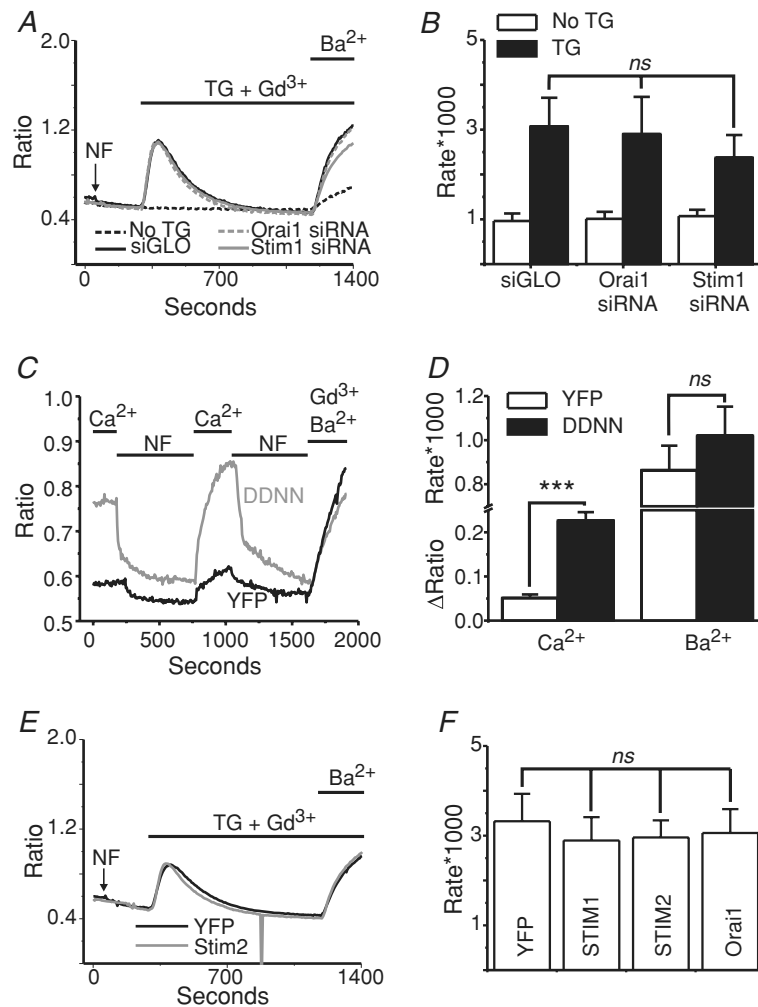 A
Ba2+
2.0
TG + Gd3+
1.2
Ratio
NF
0.4
No TG
Orai1 siRNA
siGLO
Stim1 siRNA
0
700
1400
Seconds
B
No TG
TG
5
ns
Rate*1000
3
1
siGLO
Orai1
siRNA
Stim1
siRNA
C
1.0
Gd3+
Ca2+
Ca2+
Ba2+
0.9
NF
NF
0.8
DDNN
Ratio
0.7
0.6
YFP
0.5
0
500
1000
1500
2000
Seconds
D
YFP
DDNN
1.2
ns
Rate*1000
1.0
0.8
***
0.2
ΔRatio
0.05
0.0
Ca2+
Ba2+
E
2.0
Ba2+
TG + Gd3+
1.2
Ratio
NF
0.4
YFP
Stim2
0
700
1400
Seconds
F
5
ns
Rate*1000
3
1
YFP
STIM1
STIM2
Orai1